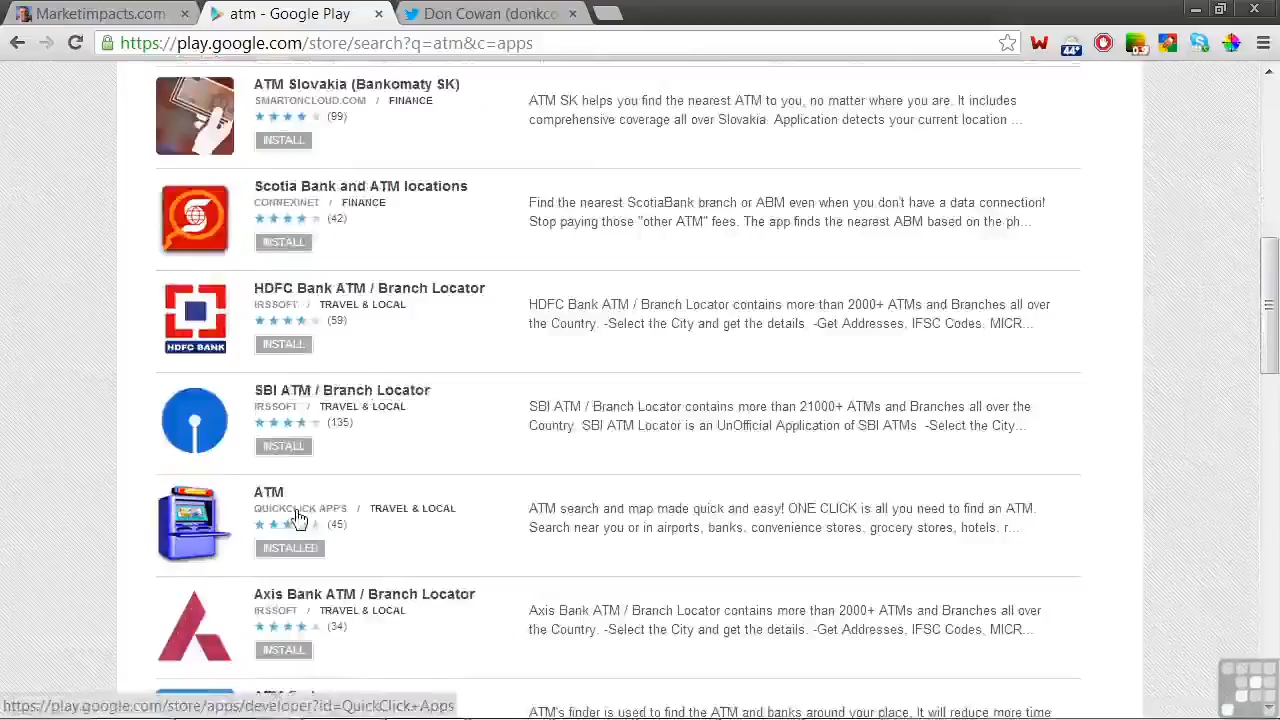 Marketimpacts.com
atm - Google Play
Don Cowan (donkco
https://play.google.com/store/search?q=atm&c=apps
44*
0.9
ATM Slovakia (Bankomaty SK)
SMARTONCLOUD.COM / FINANCE
(99)
INSTALL
ATM SK helps you find the nearest ATM to you, no matter where you are. It includes
comprehensive coverage all over Slovakia. Application detects your current location ...
Scotia Bank and ATM locations
CONNEXINET / FINANCE
(42)
INSTALL
Find the nearest ScotiaBank branch or ABM even when you don't have a data connection!
Stop paying those "other ATM" fees. The app finds the nearest ABM based on the ph...
HDFC BANK
HDFC Bank ATM / Branch Locator
IRSSOFT / TRAVEL & LOCAL
(59)
INSTALL
HDFC Bank ATM / Branch Locator contains more than 2000+ ATMs and Branches all over
the Country. -Select the City and get the details -Get Addresses, IFSC Codes, MICR...
SBI ATM / Branch Locator
IRSSOFT / TRAVEL & LOCAL
(135)
INSTALL
SBI ATM / Branch Locator contains more than 21000+ ATMs and Branches all over the
Country. SBI ATM Locator is an UnOfficial Application of SBI ATMs -Select the City...
ATM
QUICKCLICK APPS / TRAVEL & LOCAL
(45)
INSTALLED
ATM search and map made quick and easy! ONE CLICK is all you need to find an ATM.
Search near you or in airports, banks, convenience stores, grocery stores, hotels, r...
Axis Bank ATM / Branch Locator
IRSSOFT / TRAVEL & LOCAL
(34)
INSTALL
Axis Bank ATM / Branch Locator contains more than 2000+ ATMs and Branches all over
the Country. -Select the City and get the details. -Get Addresses, IFSC Codes, MICR...
ATM's finder is used to find the ATM and banks around your place. It will reduce more time
https://play.google.com/store/apps/developer?id=QuickClick+Apps